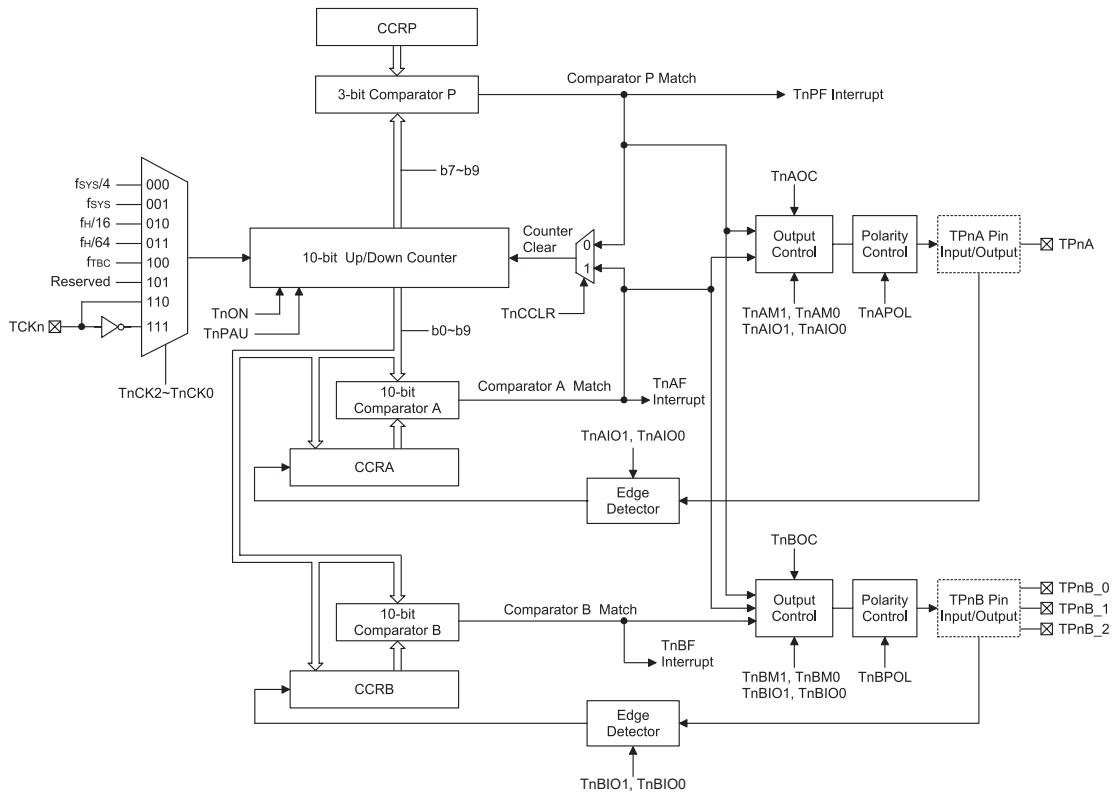 CCRP
3-bit Comparator P
Comparator P Match
TnPF Interrupt
b7~b9
fSYS/4
000
fSYS
001
fH/16
010
fH/64
011
fTBC
100
Reserved
101
110
TCKn
111
TnCK2~TnCK0
10-bit Up/Down Counter
Counter
Clear
0
1
TnCCLR
TnON
TnPAU
b0~b9
TnAOC
Output
Control
Polarity
Control
TPnA Pin
Input/Output
TPnA
TnAM1, TnAM0
TnAIO1, TnAIO0
TnAPOL
10-bit
Comparator A
Comparator A Match
TnAF
Interrupt
CCRA
TnAIO1, TnAIO0
Edge
Detector
TnBOC
10-bit
Comparator B
Comparator B Match
TnBF
Interrupt
Output
Control
Polarity
Control
TPnB Pin
Input/Output
TPnB_0
TPnB_1
TPnB_2
TnBM1, TnBM0
TnBIO1, TnBIO0
TnBPOL
CCRB
Edge
Detector
TnBIO1, TnBIO0